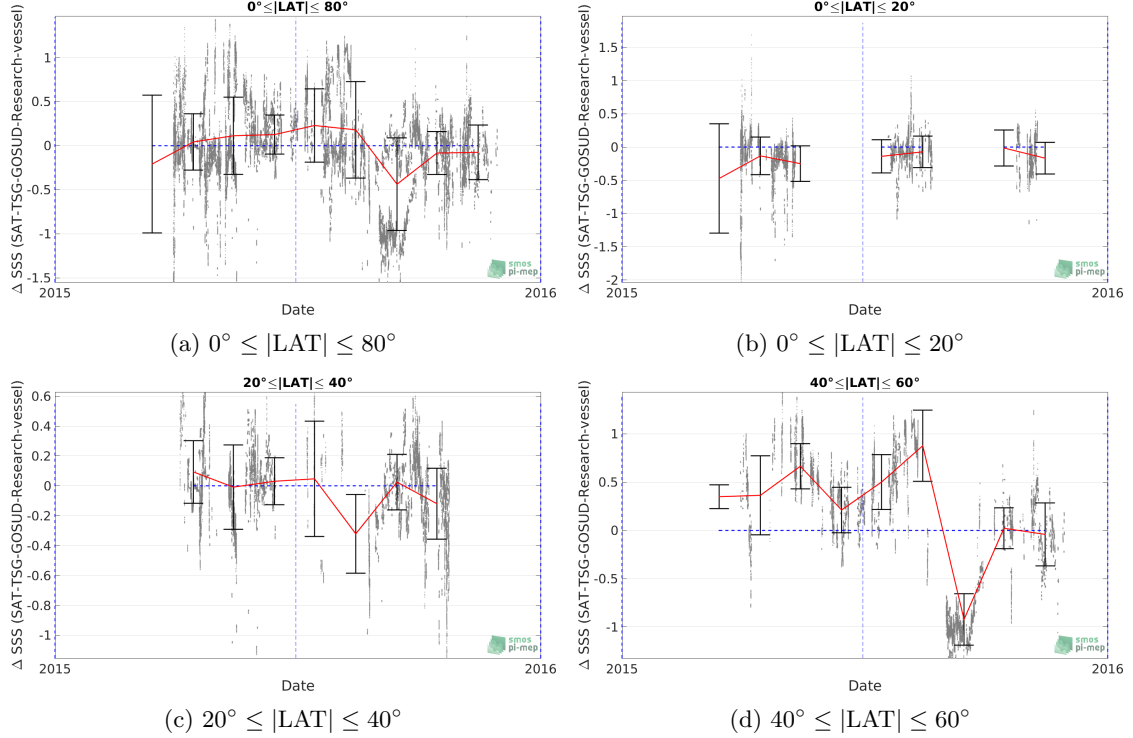 0°≤|LAT|≤ 80°
Δ SSS (SAT-TSG-GOSUD-Research-vessel)
1
0.5
0
-0.5
-1
-1.5
2015
2016
Date
smos
pi-mep
(a) 0° ≤ |LAT| ≤ 80°
0°≤|LAT|≤ 20°
Δ SSS (SAT-TSG-GOSUD-Research-vessel)
1.5
1
0.5
0
-0.5
-1
-1.5
-2
2015
2016
Date
smos
pi-mep
(b) 0° ≤ |LAT| ≤ 20°
20°≤|LAT|≤ 40°
Δ SSS (SAT-TSG-GOSUD-Research-vessel)
0.6
0.4
0.2
0
-0.2
-0.4
-0.6
-0.8
-1
2015
2016
Date
smos
pi-mep
(c) 20° ≤ |LAT| ≤ 40°
40°≤|LAT|≤ 60°
Δ SSS (SAT-TSG-GOSUD-Research-vessel)
1
0.5
0
-0.5
-1
2015
2016
Date
smos
pi-mep
(d) 40° ≤ |LAT| ≤ 60°